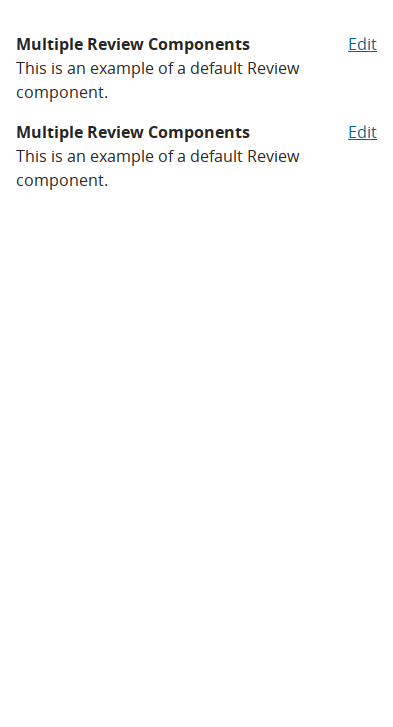 Multiple Review Components Edit
This is an example of a default Review
component.
Multiple Review Components Edit
This is an example of a default Review
component.